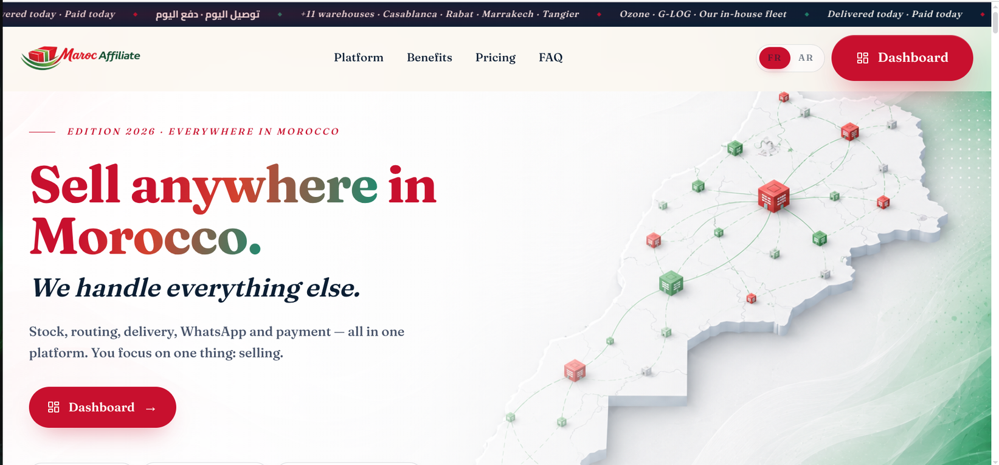 vered today · Paid today ◆ توصيل اليوم · دفع اليوم ◆ +11 warehouses · Casablanca · Rabat · Marrakech · Tangier ◆ Ozone · G-LOG · Our in-house fleet ◆ Delivered today · Paid today ◆
Maroc Affiliate
Platform Benefits Pricing FAQ
FR AR
Dashboard
EDITION 2026 · EVERYWHERE IN MOROCCO
Sell anywhere in
Morocco.
We handle everything else.
Stock, routing, delivery, WhatsApp and payment — all in one
platform. You focus on one thing: selling.
Dashboard →